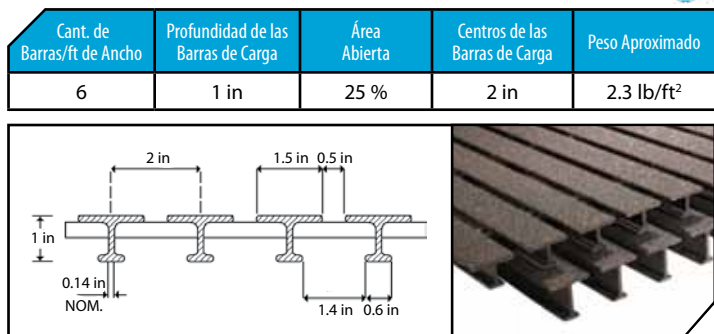 Cant. de
Barras/ft de Ancho
Profundidad de las
Barras de Carga
Área
Abierta
Centros de las
Barras de Carga
Peso Aproximado
6
1 in
25 %
2 in
2.3 lb/ft²
2 in
1.5 in
0.5 in
1 in
0.14 in
NOM.
1.4 in
0.6 in